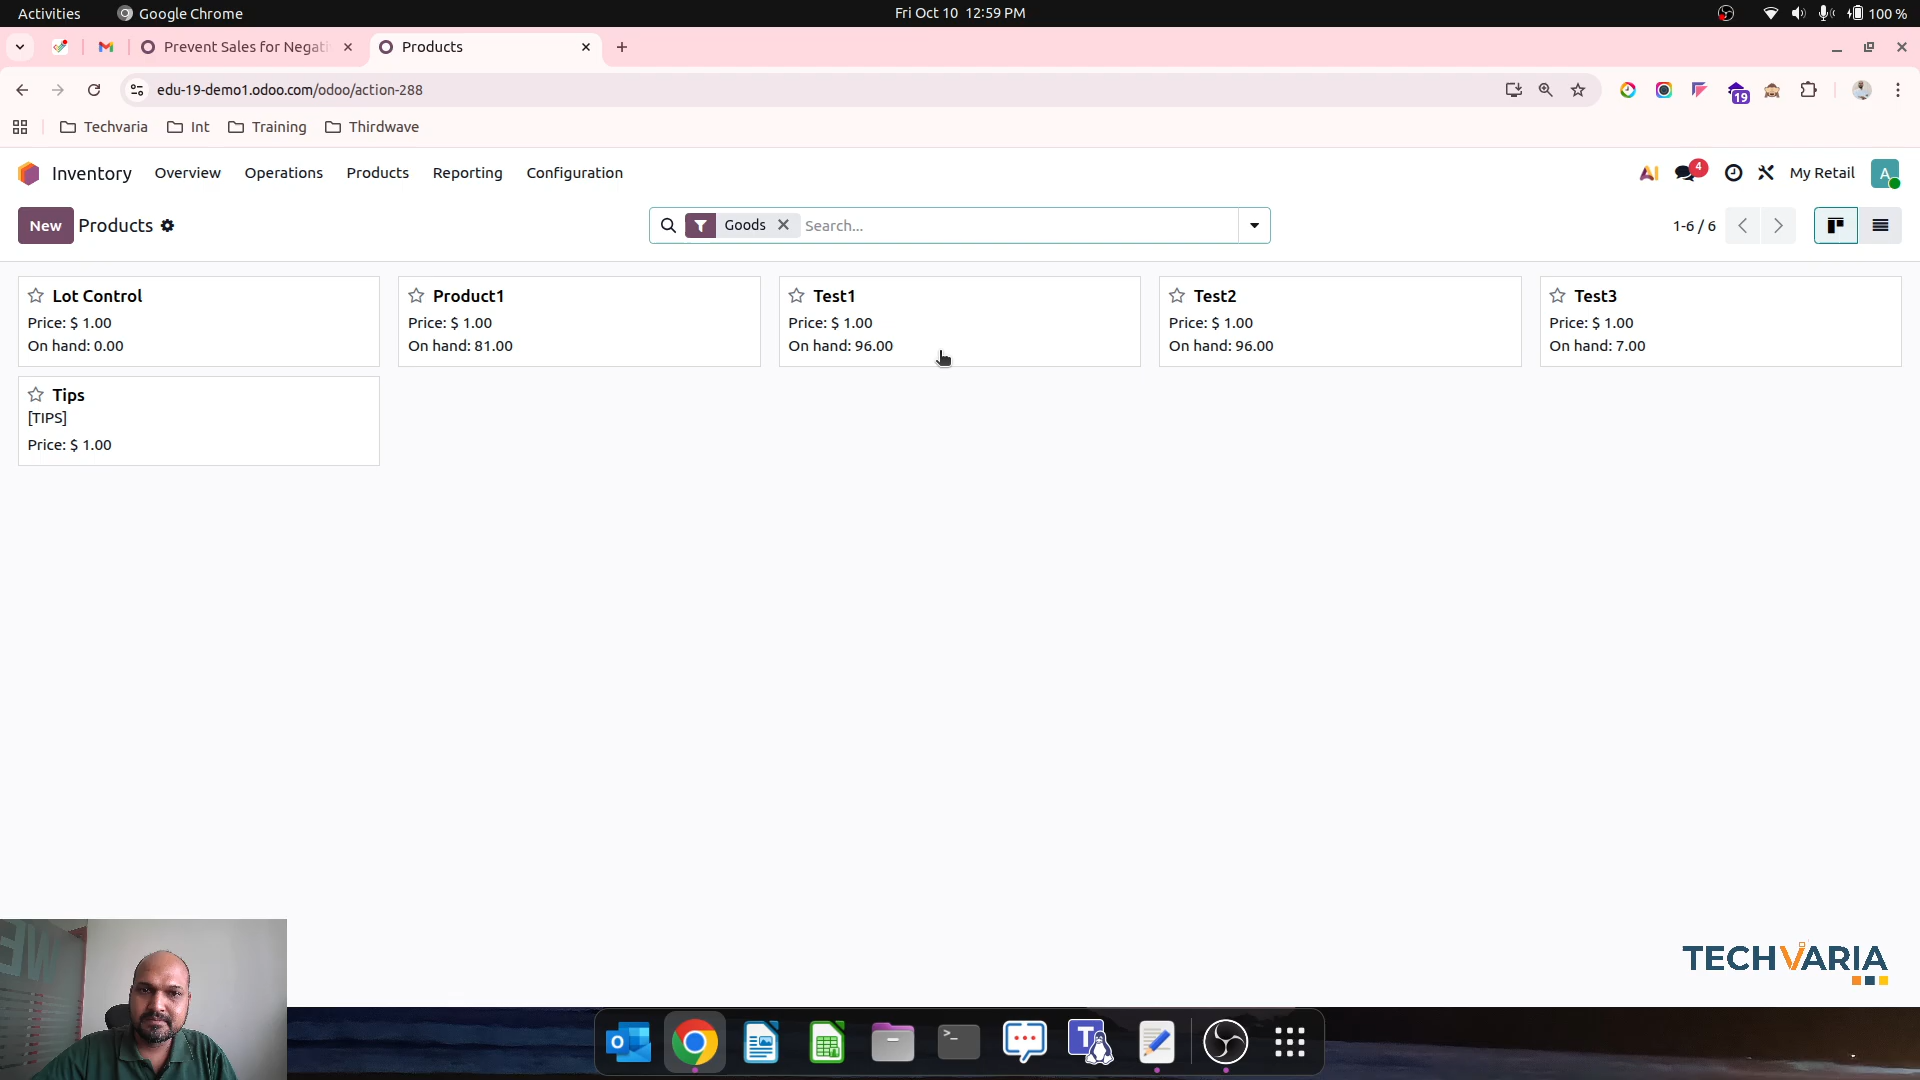 Activities Google Chrome Fri Oct 10 12:59 PM 100 %
Prevent Sales for Negati Products
edu-19-demo1.odoo.com/odoo/action-288 19
Techvaria Int Training Thirdwave
Inventory Overview Operations Products Reporting Configuration AI 4 My Retail A
New Products Goods Search... 1-6 / 6
Lot Control
Price: $ 1.00
On hand: 0.00
Product1
Price: $ 1.00
On hand: 81.00
Test1
Price: $ 1.00
On hand: 96.00
Test2
Price: $ 1.00
On hand: 96.00
Test3
Price: $ 1.00
On hand: 7.00
Tips
[TIPS]
Price: $ 1.00
TECHVARIA